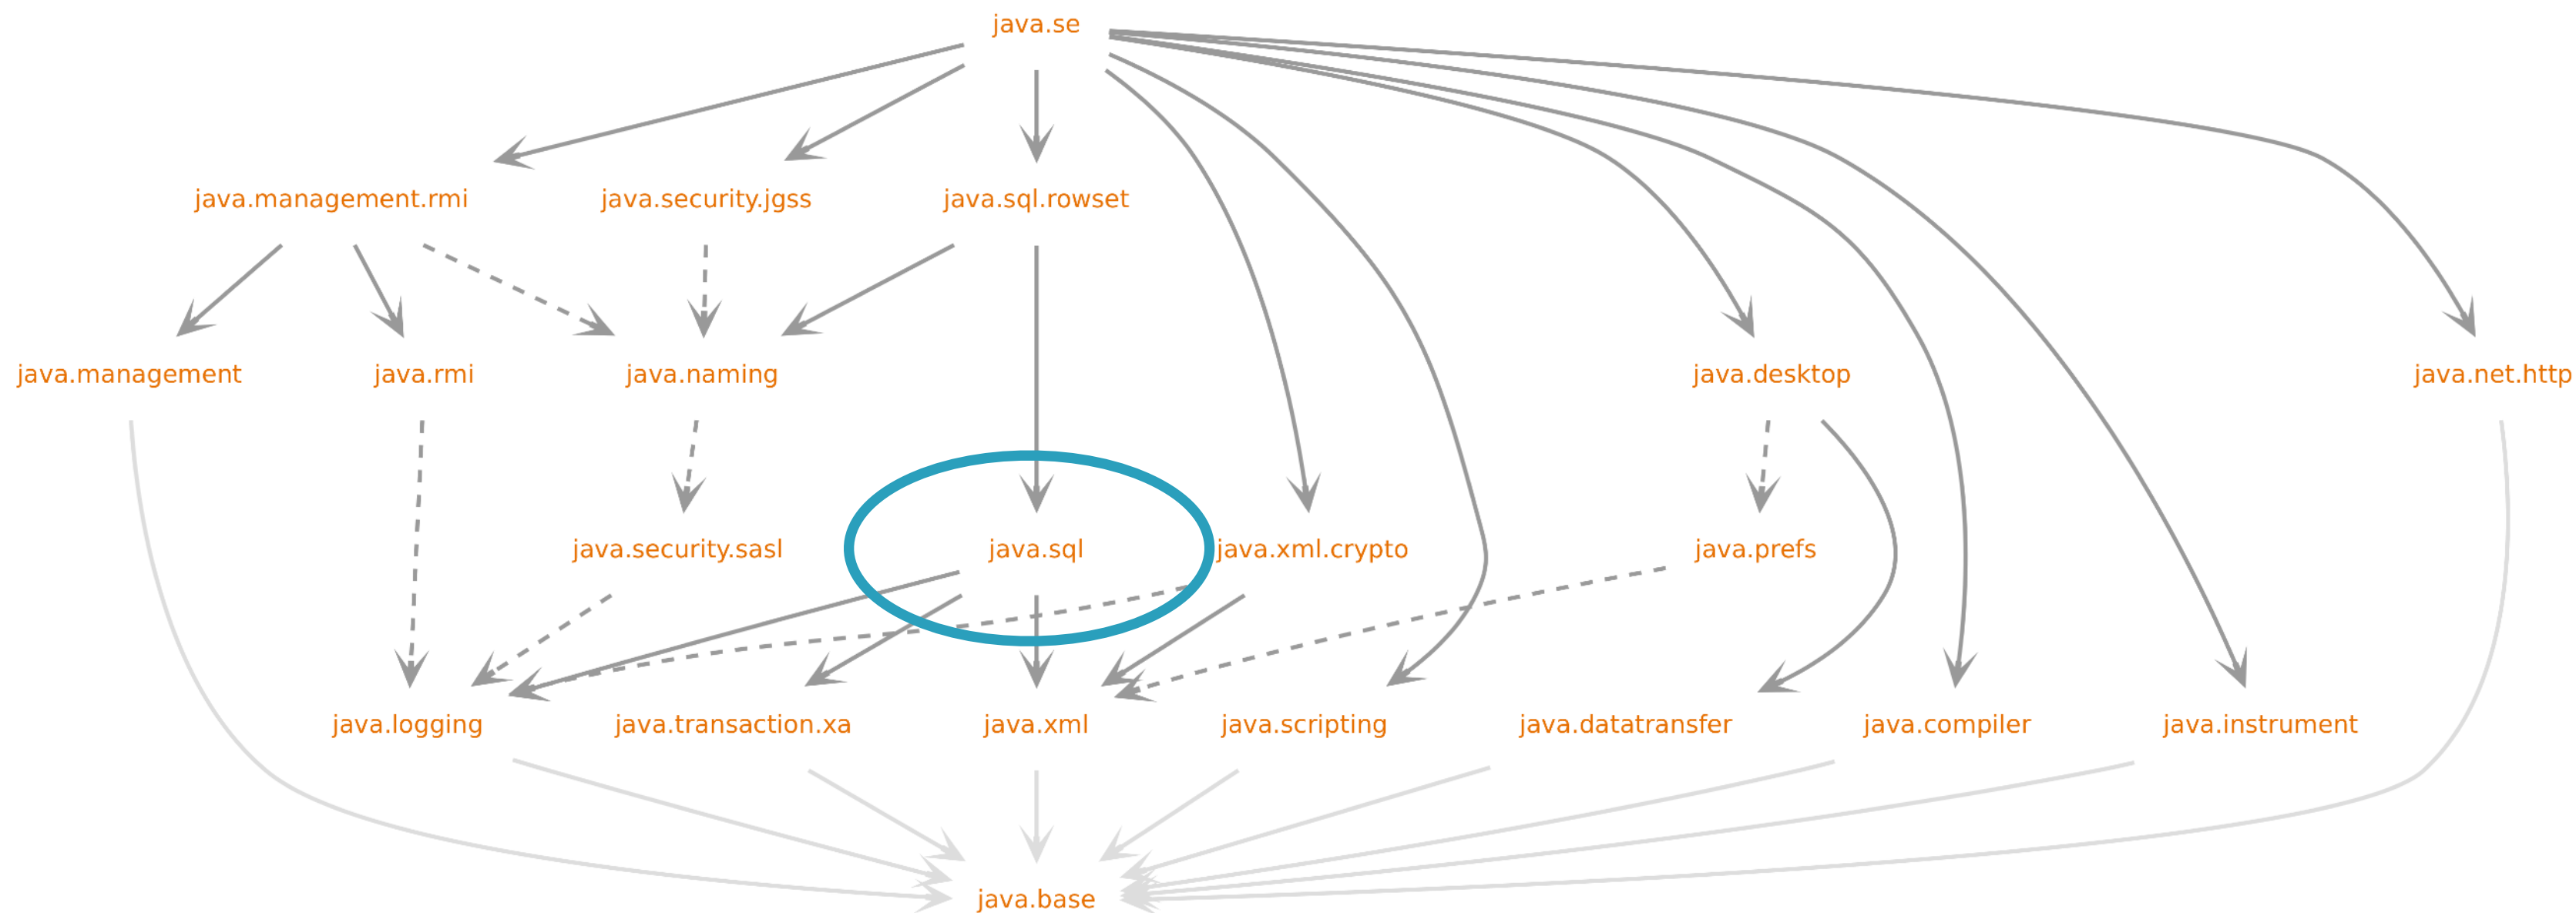 java.se
java.management.rmi
java.security.jgss
java.sql.rowset
java.management
java.rmi
java.naming
java.desktop
java.net.http
java.security.sasl
java.sql
java.xml.crypto
java.prefs
java.logging
java.transaction.xa
java.xml
java.scripting
java.datatransfer
java.compiler
java.instrument
java.base